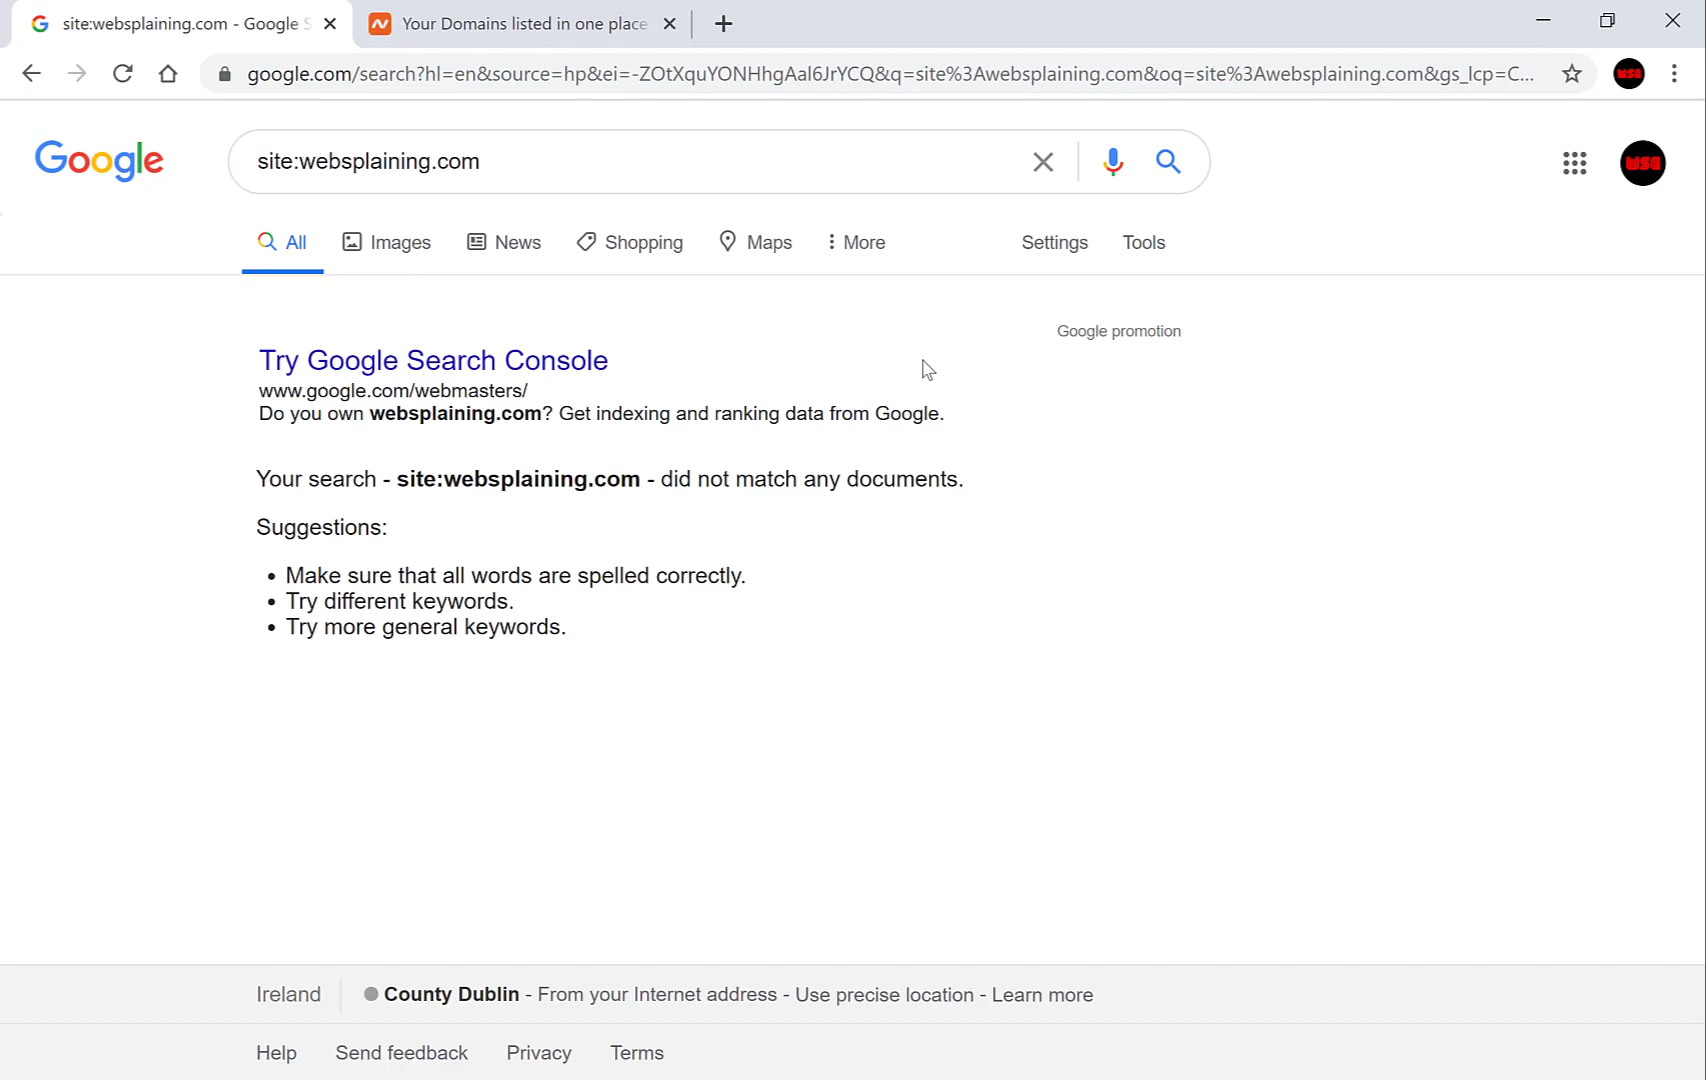 site:websplaining.com - Google S
Your Domains listed in one place
google.com/search?hl=en&source=hp&ei=-ZOtXquYONHhgAal6JrYCQ&q=site%3Awebsplaining.com&oq=site%3Awebsplaining.com&gs_lcp=C...
Google
site:websplaining.com
All
Images
News
Shopping
Maps
More
Settings
Tools
Google promotion
Try Google Search Console
www.google.com/webmasters/
Do you own websplaining.com? Get indexing and ranking data from Google.
Your search - site:websplaining.com - did not match any documents.
Suggestions:
• Make sure that all words are spelled correctly.
• Try different keywords.
• Try more general keywords.
Ireland
County Dublin - From your Internet address - Use precise location - Learn more
Help
Send feedback
Privacy
Terms